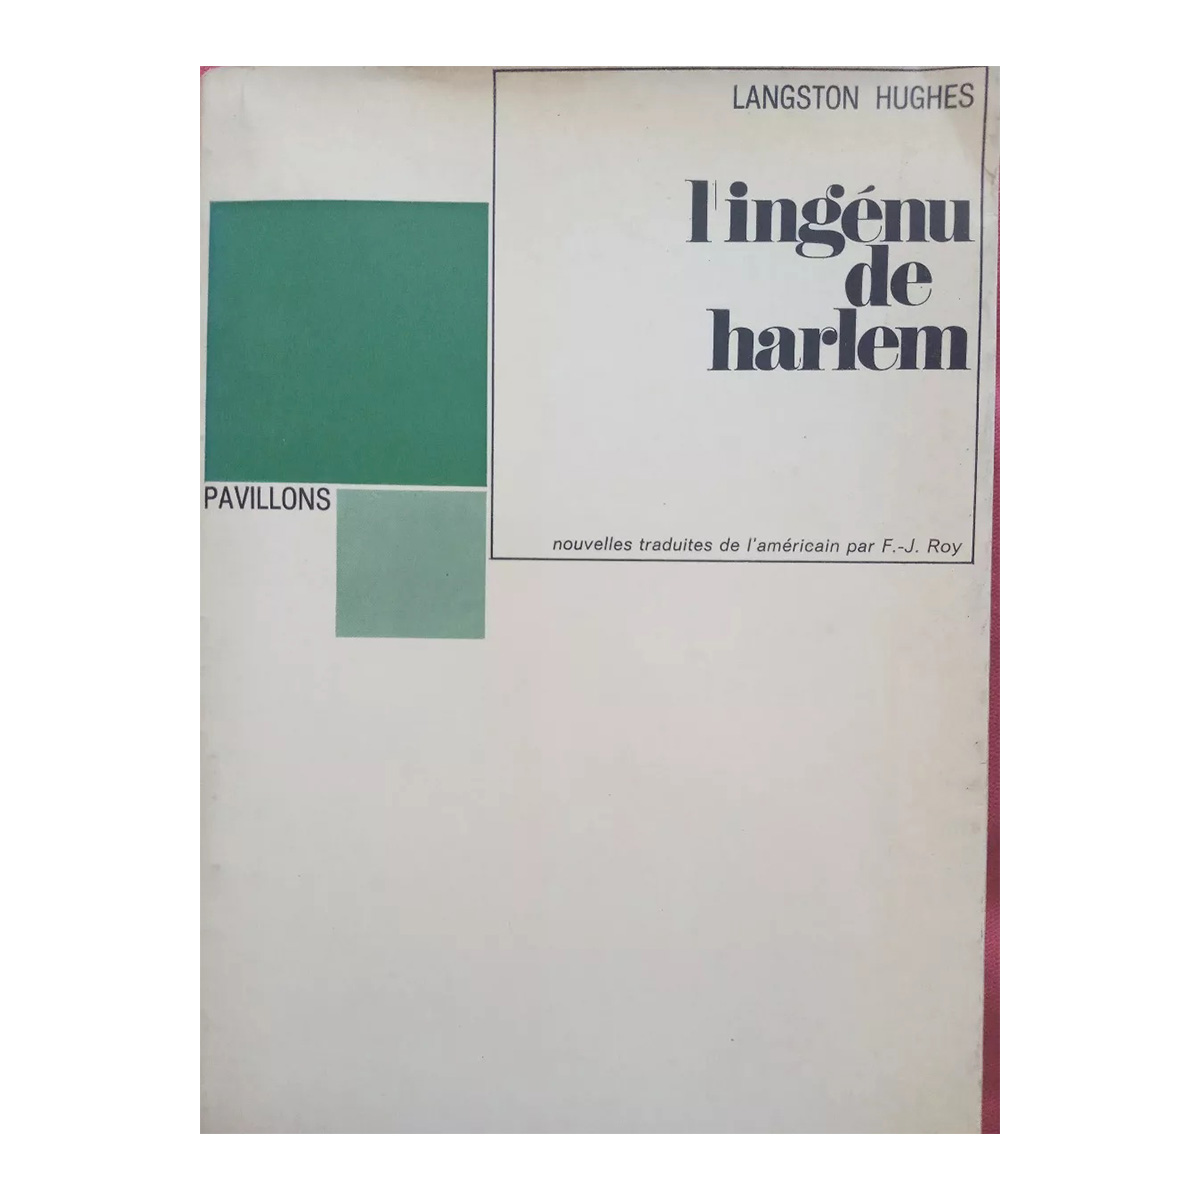 LANGSTON HUGHES
l'ingénu
de
harlem
PAVILLONS
nouvelles traduites de l'américain par F.-J. Roy